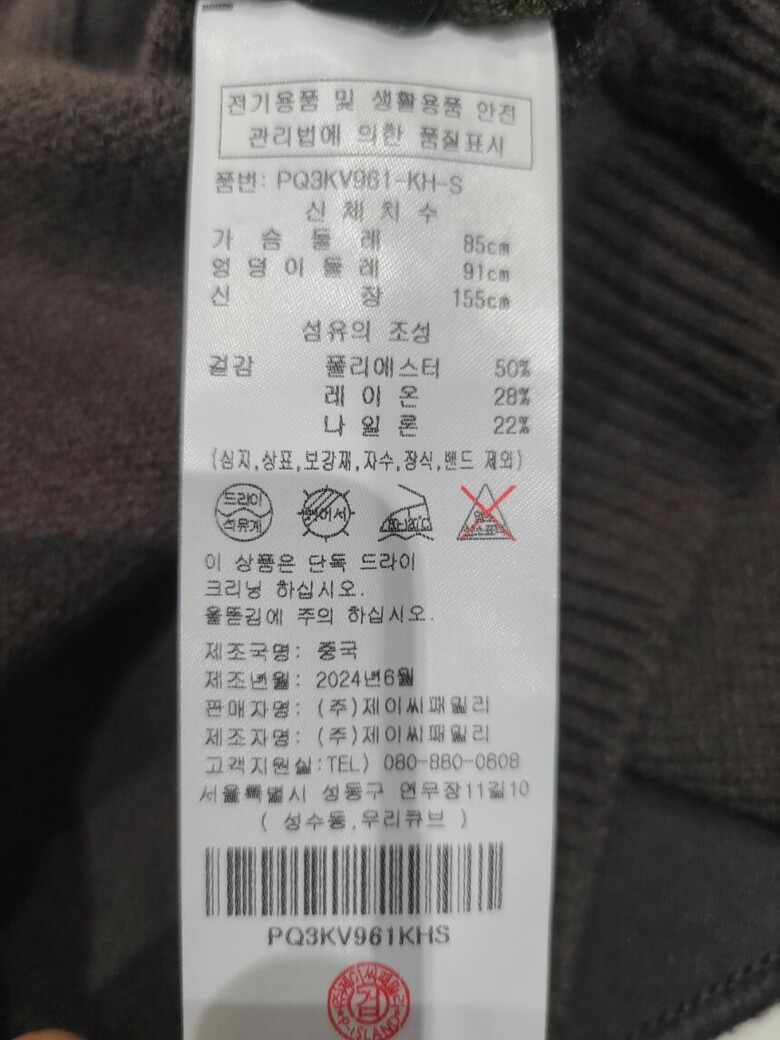 전기용품 및 생활용품 안전
관리법에 의한 품질표시
품번: PQ3KV961-KH-S
신 체 치 수
가 슴 둘 레 85cm
엉 덩 이 둘 레 91cm
신 장 155cm
섬유의 조성
겉감 폴리에스터 50%
레 이 온 28%
나 일 론 22%
(심지,상표,보강재,자수,장식,밴드 제외)
드라이
석유계
80-120℃
이 상품은 단독 드라이
크리닝 하십시오.
올뜯김에 주의 하십시오.
제조국명: 중국
제조년월: 2024년6월
판매자명: (주)제이씨패밀리
제조자명: (주)제이씨패밀리
고객지원실:TEL) 080-880-0608
서울특별시 성동구 연무장11길10
( 성수동,우리큐브 )
PQ3KV961KHS
검
P-ISLAND